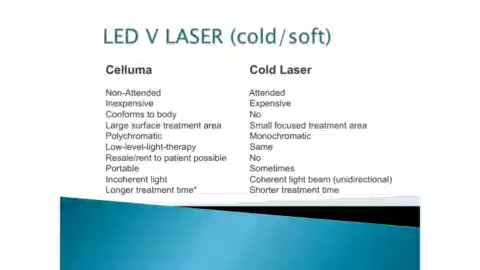 LED V LASER (cold/soft)
Celluma Cold Laser
Non-Attended Attended
Inexpensive Expensive
Conforms to body No
Large surface treatment area Small focused treatment area
Polychromatic Monochromatic
Low-level-light-therapy Same
Resale/rent to patient possible No
Portable Sometimes
Incoherent light Coherent light beam (unidirectional)
Longer treatment time* Shorter treatment time